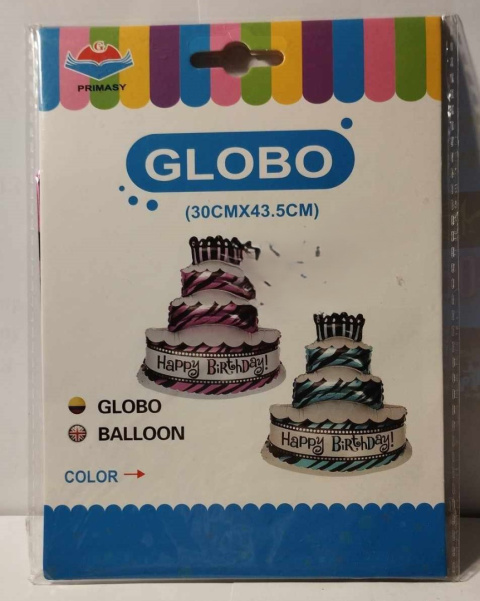 G
PRIMASY
GLOBO
(30CMX43.5CM)
Happy Birthday!
Happy Birthday!
GLOBO
BALLOON
COLOR →